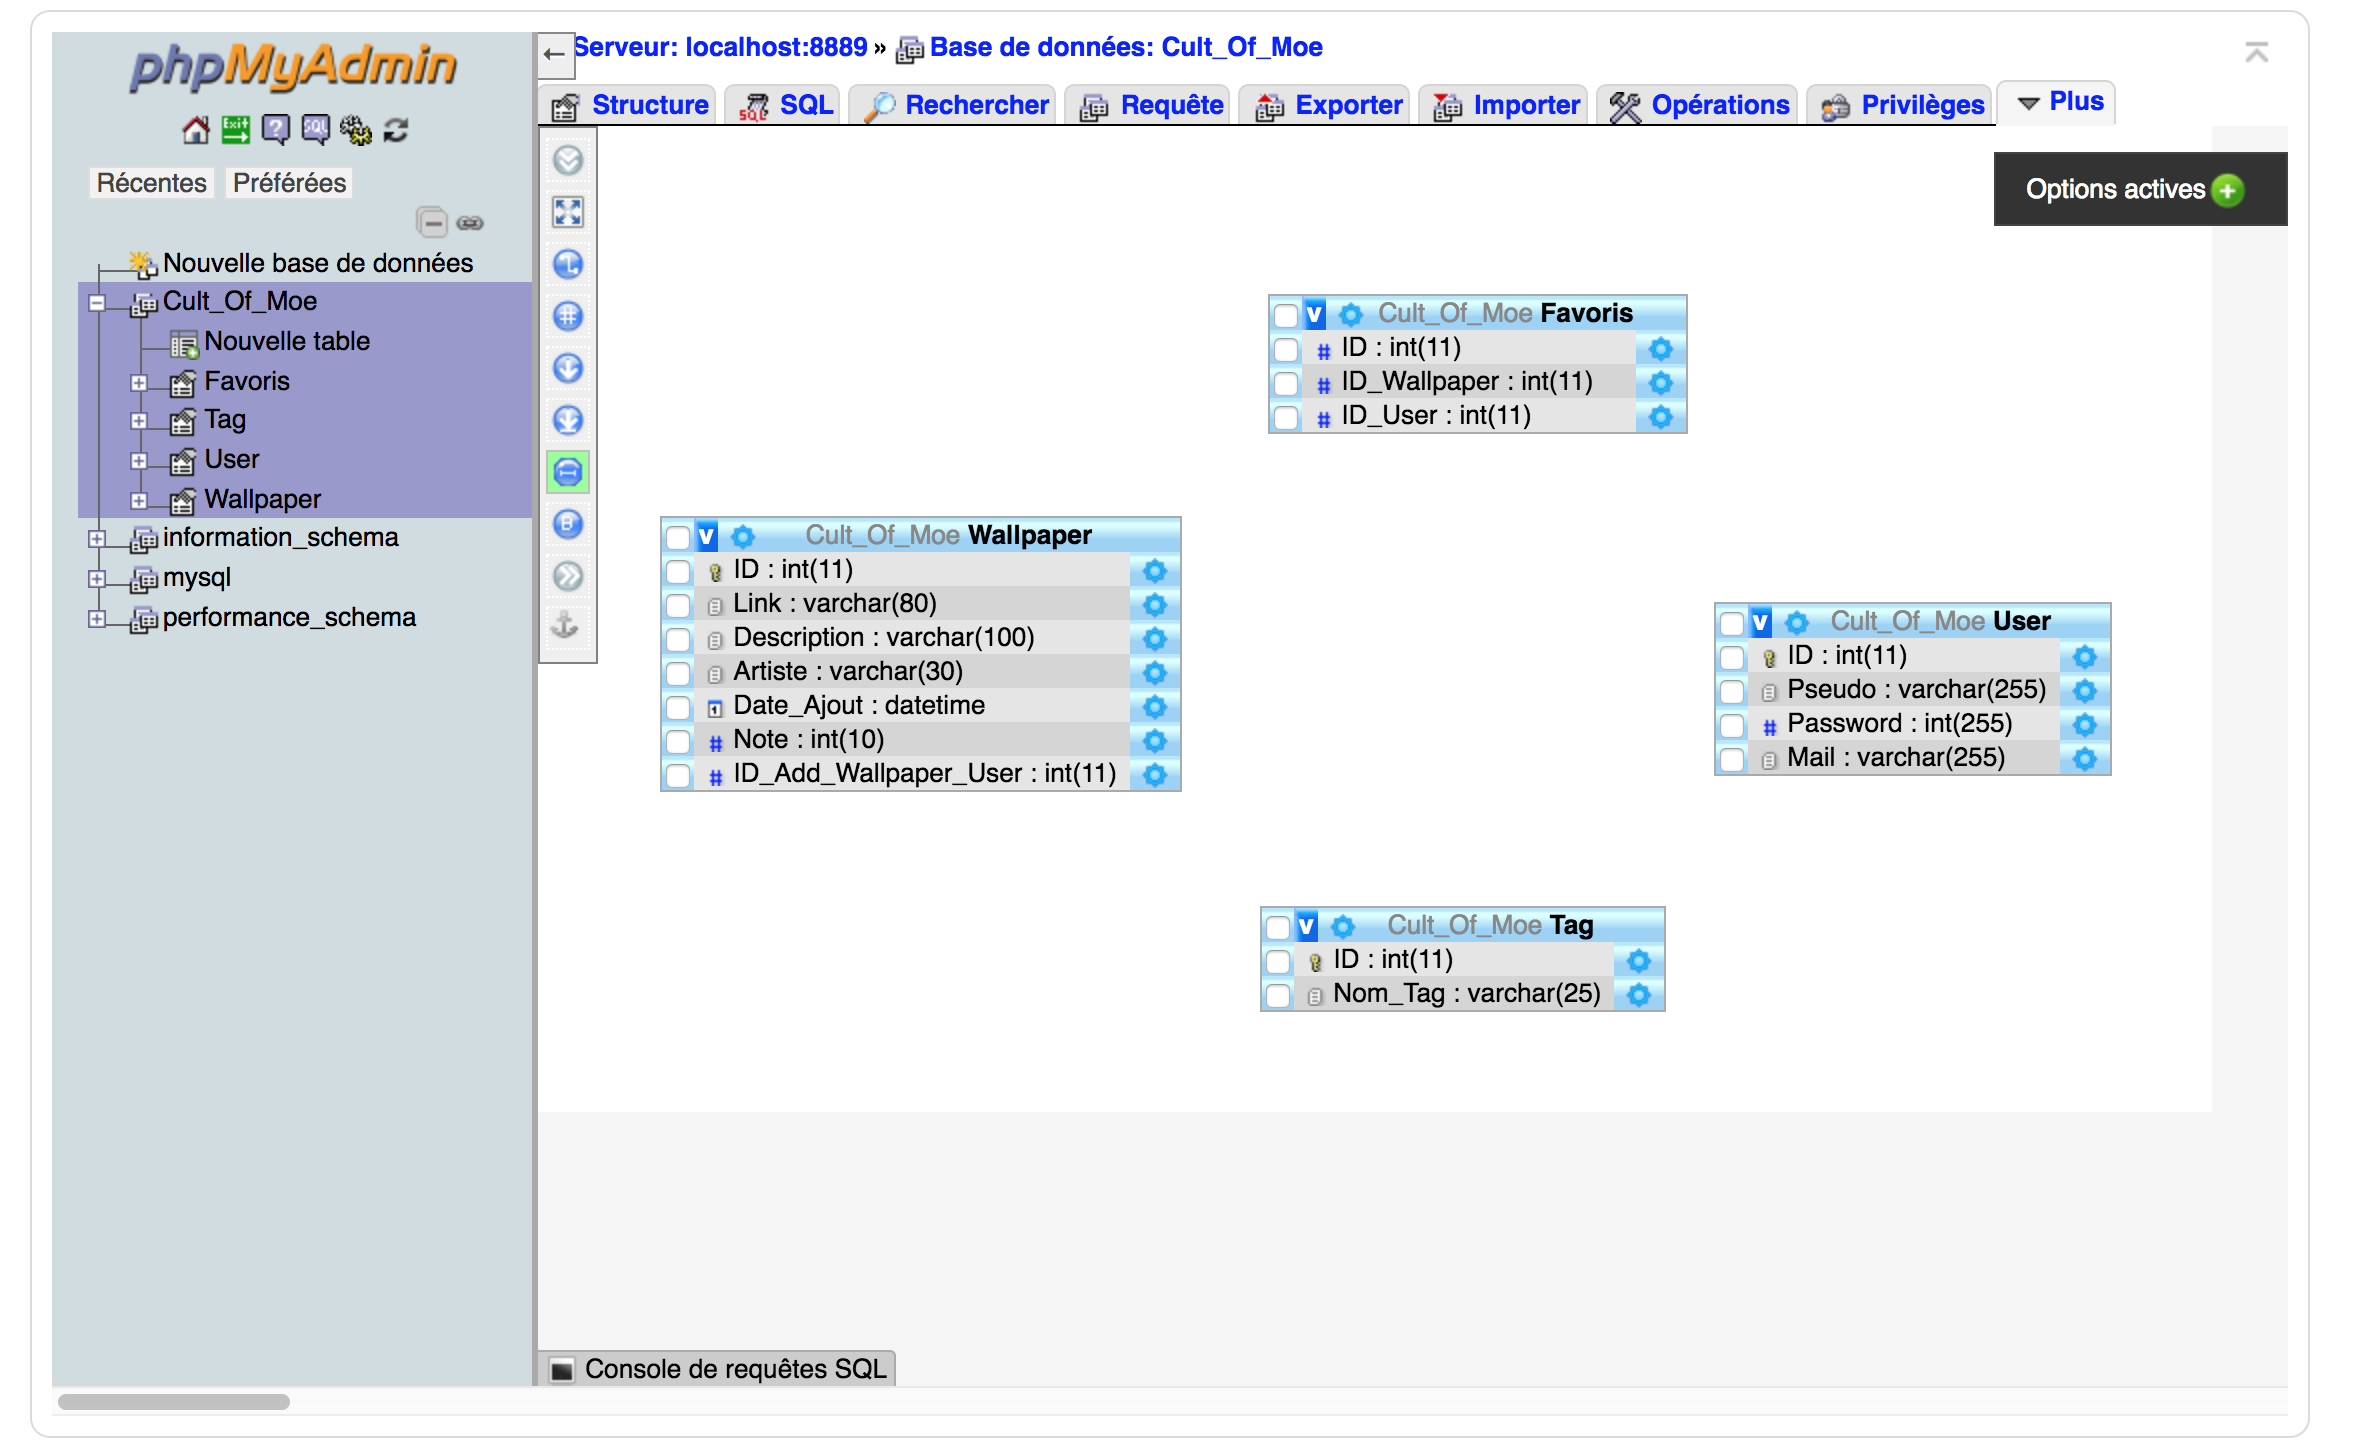 phpMyAdmin
Exit
?
SQL
Récentes
Préférées
Nouvelle base de données
Cult_Of_Moe
Nouvelle table
Favoris
Tag
User
Wallpaper
information_schema
mysql
performance_schema
Serveur: localhost:8889 » Base de données: Cult_Of_Moe
Structure
SQL
Rechercher
Requête
Exporter
Importer
Opérations
Privilèges
Plus
Options actives
v Cult_Of_Moe Favoris
# ID : int(11)
# ID_Wallpaper : int(11)
# ID_User : int(11)
v Cult_Of_Moe Wallpaper
ID : int(11)
Link : varchar(80)
Description : varchar(100)
Artiste : varchar(30)
1 Date_Ajout : datetime
# Note : int(10)
# ID_Add_Wallpaper_User : int(11)
v Cult_Of_Moe User
ID : int(11)
Pseudo : varchar(255)
# Password : int(255)
Mail : varchar(255)
v Cult_Of_Moe Tag
ID : int(11)
Nom_Tag : varchar(25)
Console de requêtes SQL